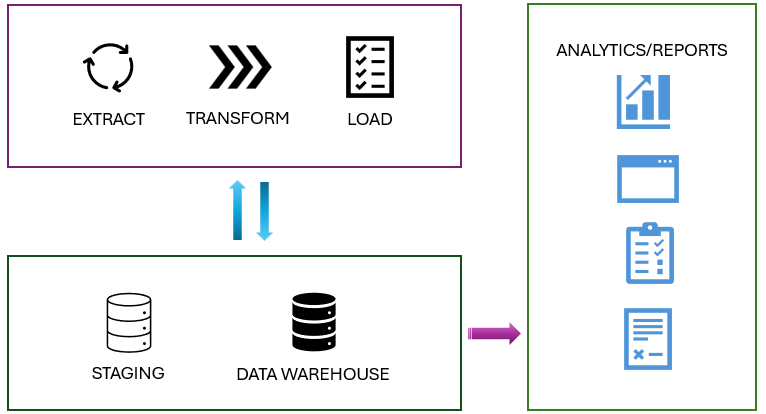 EXTRACT
TRANSFORM
LOAD
ANALYTICS/REPORTS
STAGING
DATA WAREHOUSE